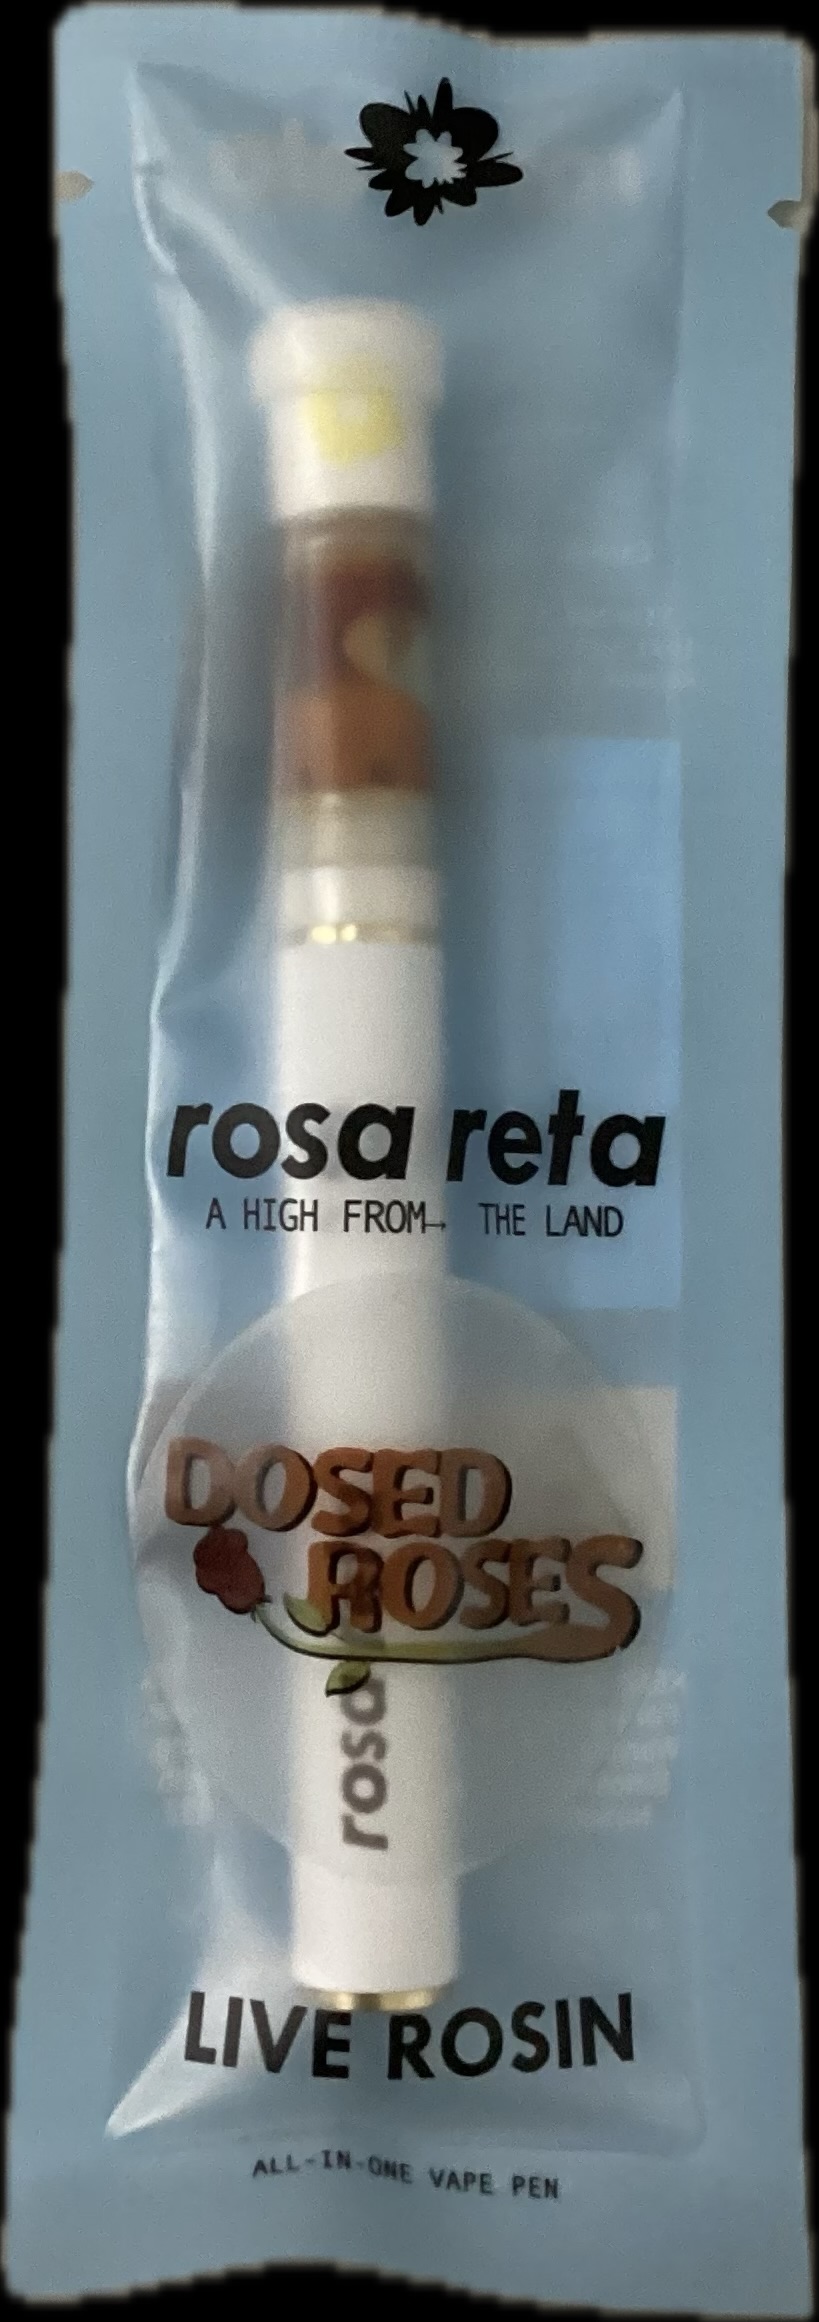 rosa reta
A HIGH FROM→ THE LAND
DOSED
ROSES
rosa
LIVE ROSIN
ALL-IN-ONE VAPE PEN